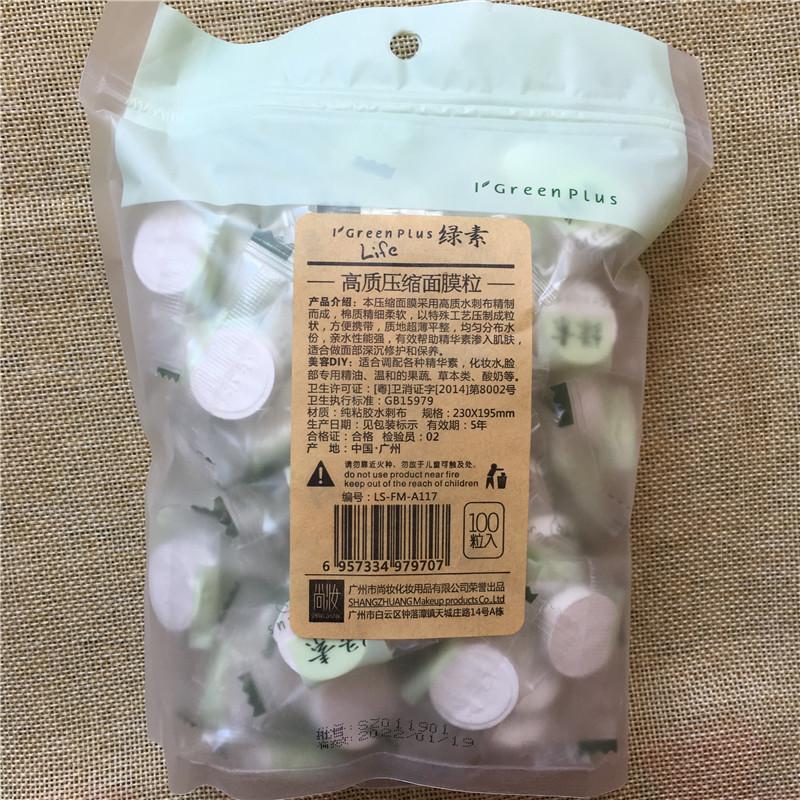 I'GreenPlus
I'GreenPlus 绿素
Life
高质压缩面膜粒
产品介绍：本压缩面膜采用高质水刺布精制
而成，棉质精细柔软，以特殊工艺压制成粒
状，方便携带，质地超薄平整，均匀分布水
份，亲水性能强，有效帮助精华素渗入肌肤，
适合做面部深沉修护和保养。
美容DIY：适合调配各种精华素，化妆水,脸
部专用精油、温和的果蔬、草本类、酸奶等。
卫生许可证：[粤]卫消证字[2014]第8002号
卫生执行标准：GB15979
材质：纯粘胶水刺布 规格：230X195mm
生产日期：见包装标示 有效期：5年
合格证：合格 检验员：02
产 地：中国·广州
请勿靠近火种，勿放于儿童可触及处。
do not use product near fire
keep out of the reach of children
编号：LS-FM-A117
100
粒入
6 957334 979707
尚妆
广州市尚妆化妆用品有限公司荣誉出品
SHANGZHUANG Makeup products Co.,Ltd
广州市白云区钟落潭镇天城庄路14号A栋
绿素
SZ011901
2022/01/19